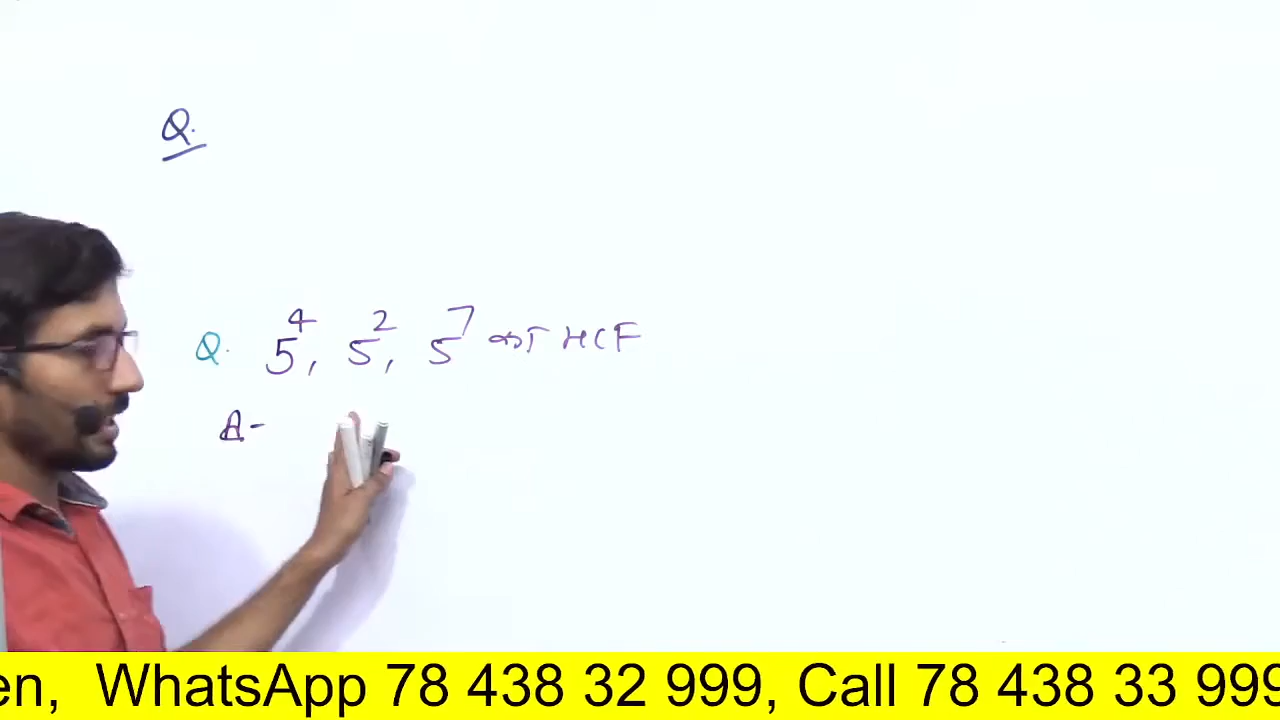 Q.
Q. 5⁴, 5², 5⁷ HCF
A-
en, WhatsApp 78 438 32 999, Call 78 438 33 999